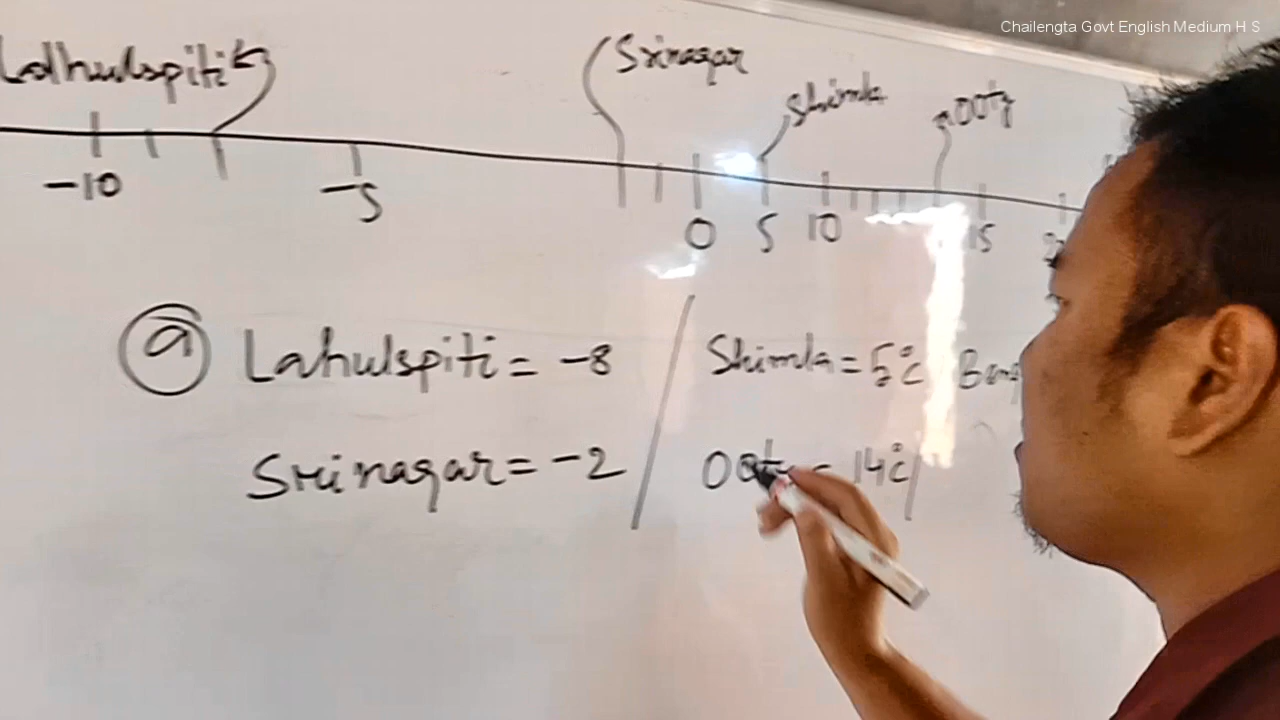 Chailengta Govt English Medium H S
Lahulspiti Srinagar Shimla OOty
-10 -5 0 5 10 15
ⓐ Lahulspiti = -8 Shimla = 5°C
Srinagar = -2 OOty = 14°C